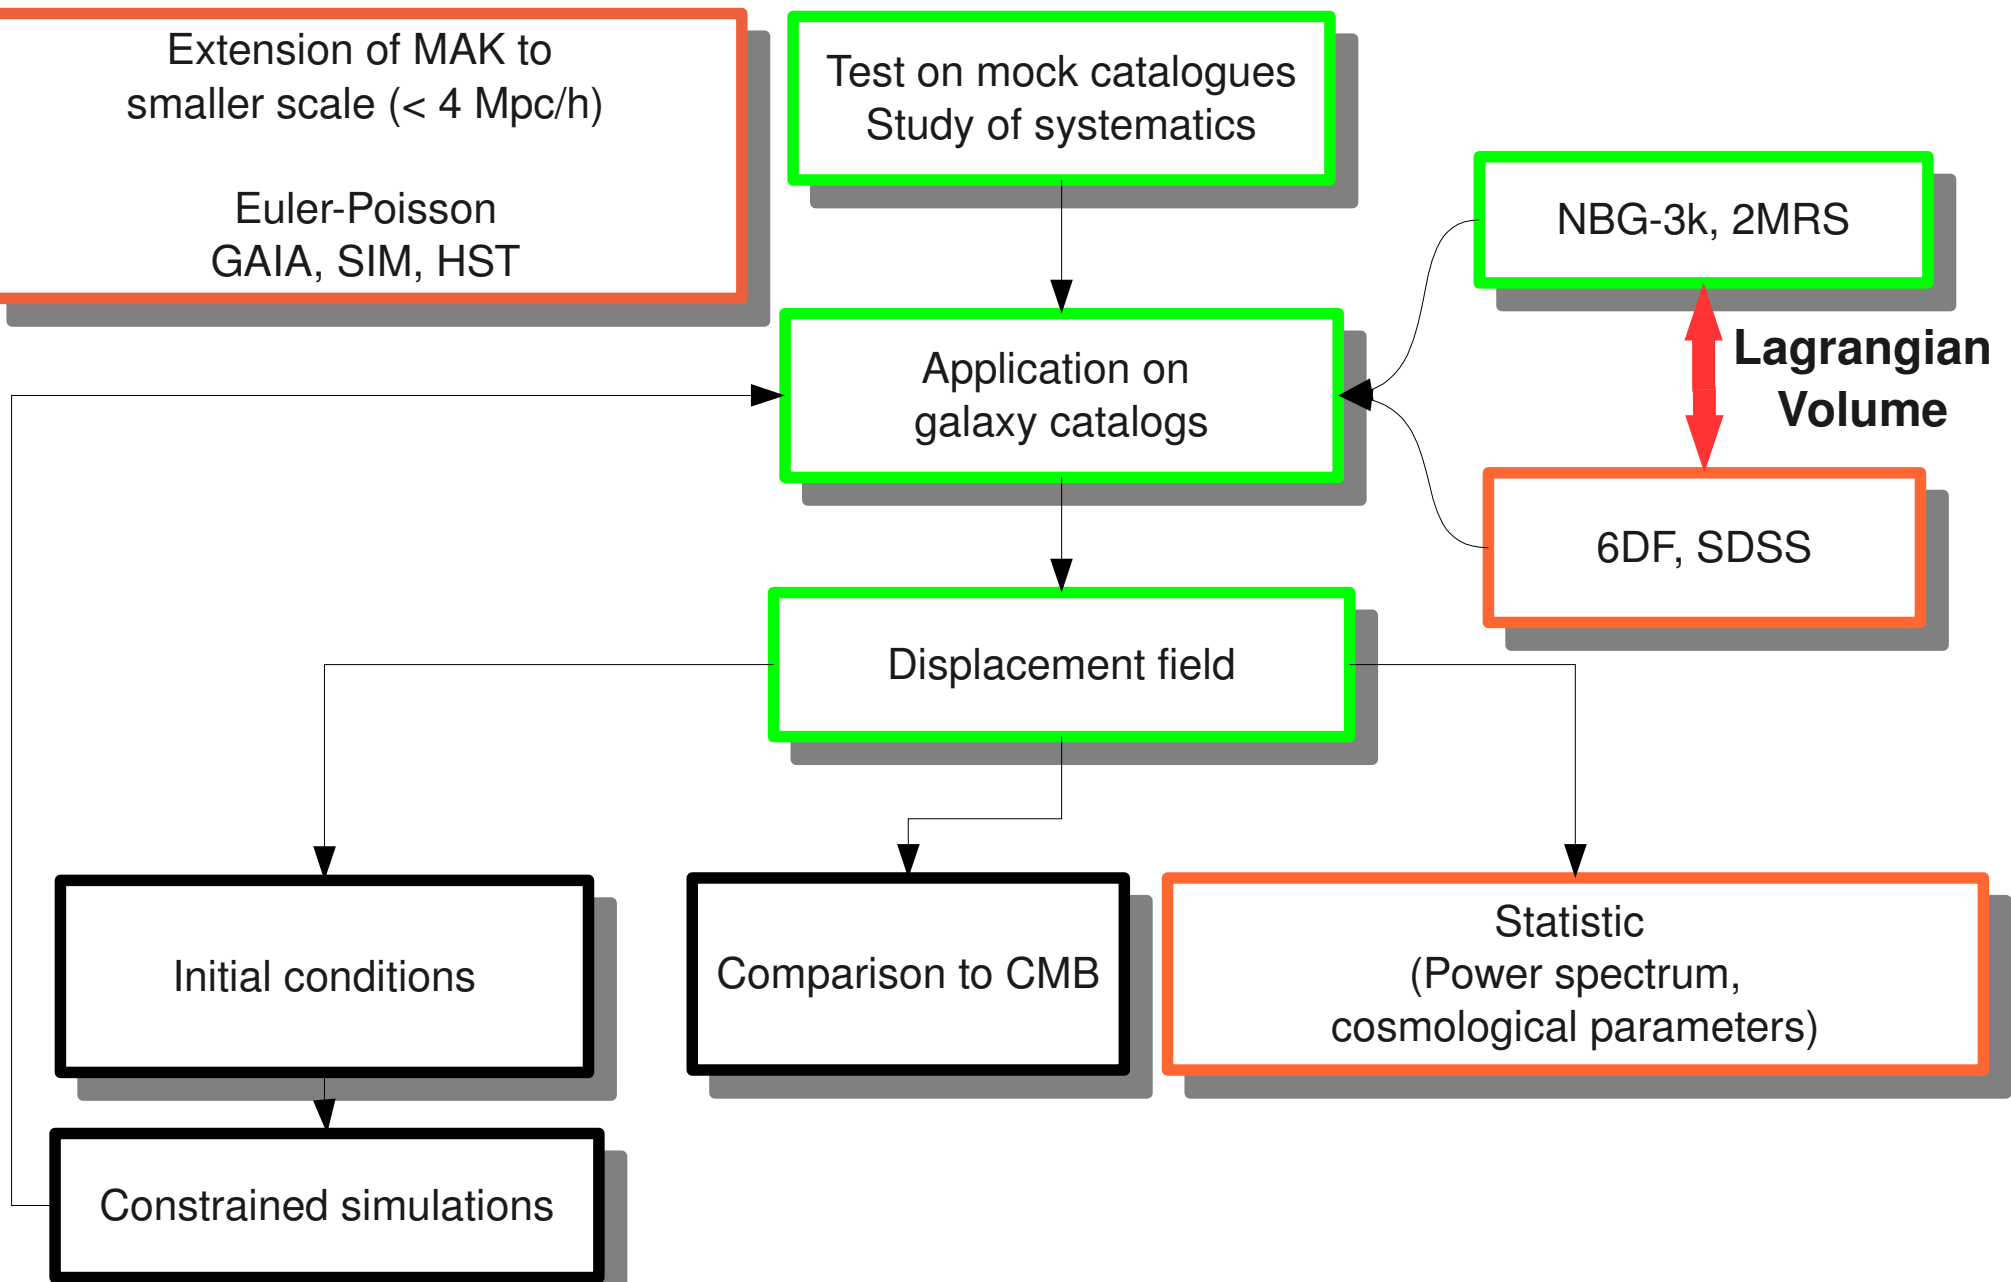 Extension of MAK to
smaller scale (< 4 Mpc/h)
Euler-Poisson
GAIA, SIM, HST
Test on mock catalogues
Study of systematics
NBG-3k, 2MRS
Lagrangian
Volume
Application on
galaxy catalogs
6DF, SDSS
Displacement field
Initial conditions
Comparison to CMB
Statistic
(Power spectrum,
cosmological parameters)
Constrained simulations